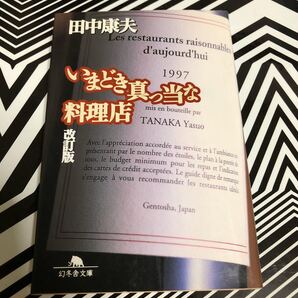 田中康夫
Les restaurants raisonnables
d'aujourd'hui
1997
いまどき真っ当な
料理店
改訂版
mis en bouteille par
TANAKA Yasuo
Avec l'appréciation accordée au service et à l'ambiance
présentant par le nombre des étoiles, le plan à la page
le budget minimum pour les repas et l'indication
des cartes de crédit acceptées. Le guide digne de
s'engage à vous recommander les restaurants
Gentosha, Japan
幻冬舎文庫